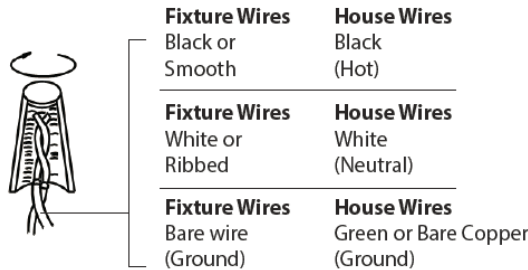 Fixture Wires House Wires
Black or Black
Smooth (Hot)
Fixture Wires House Wires
White or White
Ribbed (Neutral)
Fixture Wires House Wires
Bare wire Green or Bare Copper
(Ground) (Ground)